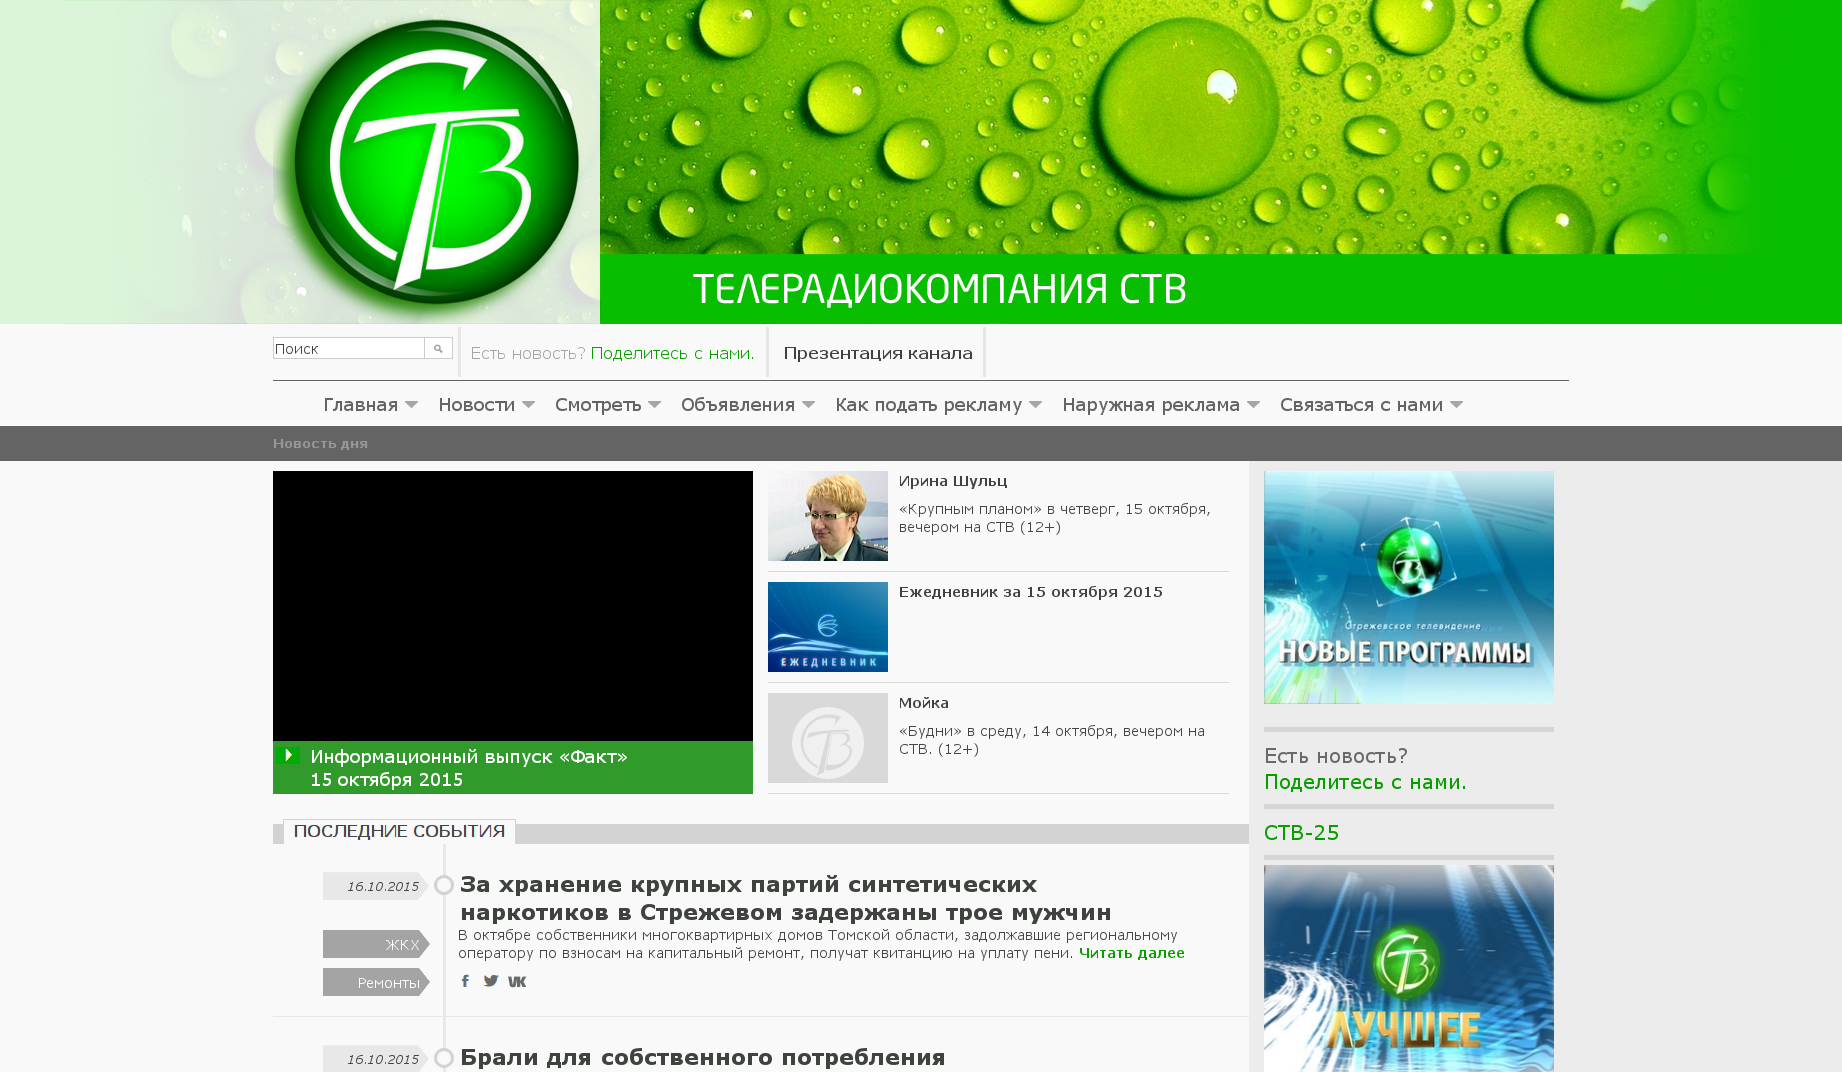 СТВ
ТЕЛЕРАДИОКОМПАНИЯ СТВ
Поиск
Есть новость? Поделитесь с нами.
Презентация канала
Главная
Новости
Смотреть
Объявления
Как подать рекламу
Наружная реклама
Связаться с нами
Новость дня
Информационный выпуск «Факт»
15 октября 2015
Ирина Шульц
«Крупным планом» в четверг, 15 октября,
вечером на СТВ (12+)
ЕЖЕДНЕВНИК
Ежедневник за 15 октября 2015
СТВ
Мойка
«Будни» в среду, 14 октября, вечером на
СТВ. (12+)
СТВ
Стрежевское телевидение
НОВЫЕ ПРОГРАММЫ
Есть новость?
Поделитесь с нами.
СТВ-25
СТВ
ЛУЧШЕЕ
ПОСЛЕДНИЕ СОБЫТИЯ
16.10.2015
За хранение крупных партий синтетических
наркотиков в Стрежевом задержаны трое мужчин
ЖКХ
В октябре собственники многоквартирных домов Томской области, задолжавшие региональному
оператору по взносам на капитальный ремонт, получат квитанцию на уплату пени. Читать далее
Ремонты
16.10.2015
Брали для собственного потребления